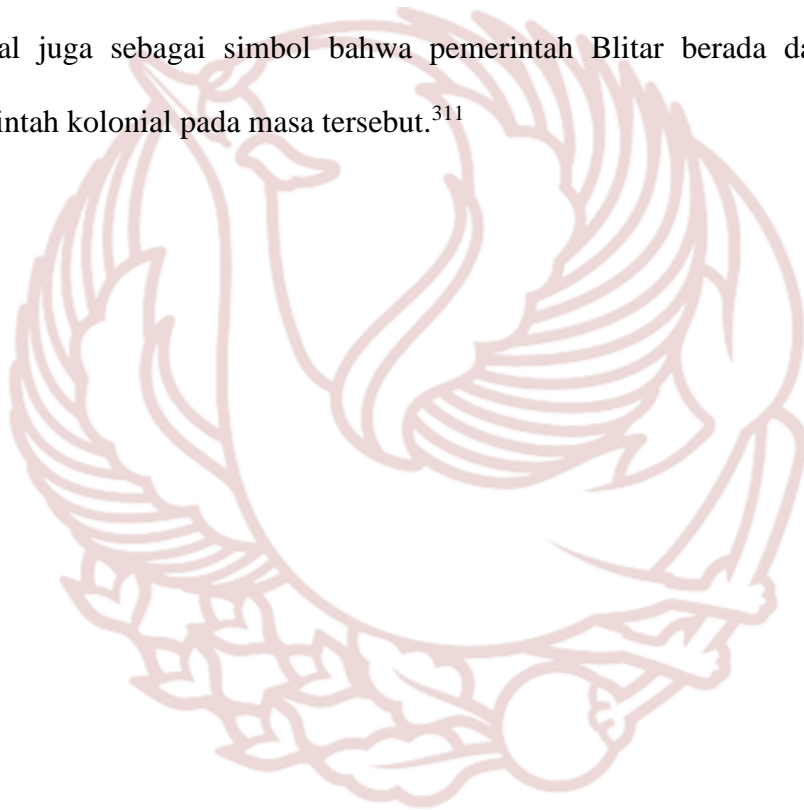 al juga sebagai simbol bahwa pemerintah Blitar berada da
intah kolonial pada masa tersebut.311